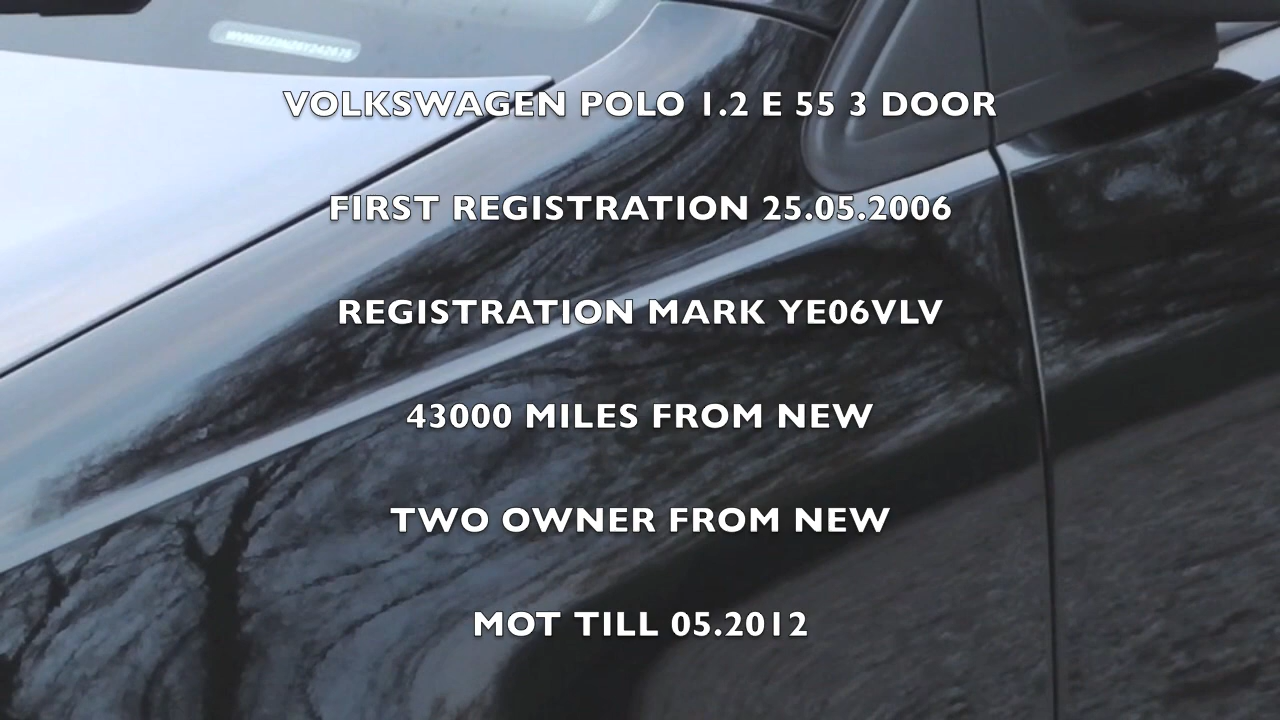 VOLKSWAGEN POLO 1.2 E 55 3 DOOR
FIRST REGISTRATION 25.05.2006
REGISTRATION MARK YE06VLV
43000 MILES FROM NEW
TWO OWNER FROM NEW
MOT TILL 05.2012